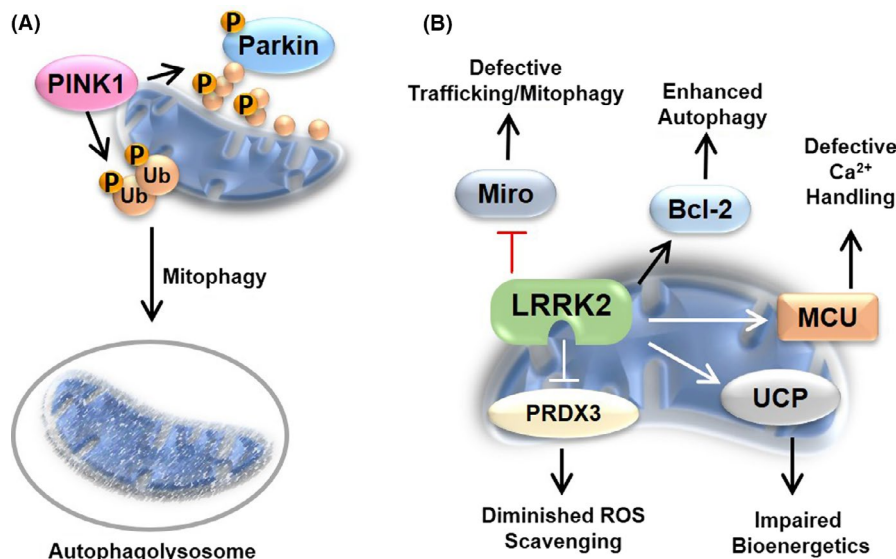 (A)
P
Parkin
PINK1
P
P
P
Ub
P
Ub
Mitophagy
Autophagolysosome
(B)
Defective
Trafficking/Mitophagy
Enhanced
Autophagy
Defective
Ca²⁺
Handling
Miro
Bcl-2
LRRK2
MCU
PRDX3
UCP
Diminished ROS
Scavenging
Impaired
Bioenergetics